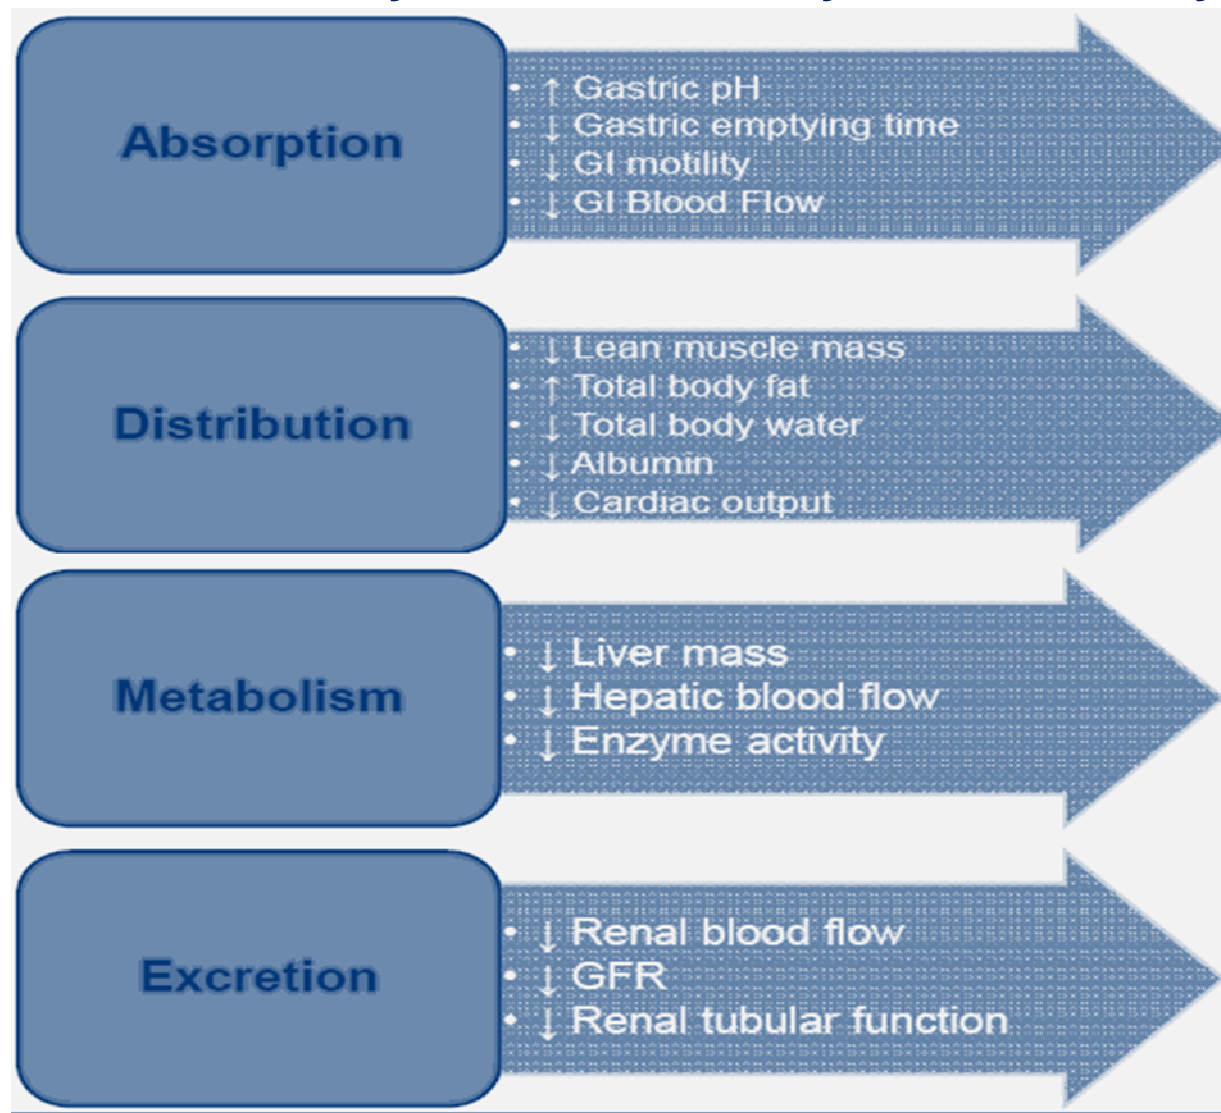 Absorption
• ↑ Gastric pH
• ↓ Gastric emptying time
• ↓ GI motility
• ↓ GI Blood Flow
Distribution
• ↓ Lean muscle mass
• ↑ Total body fat
• ↓ Total body water
• ↓ Albumin
• ↓ Cardiac output
Metabolism
• ↓ Liver mass
• ↓ Hepatic blood flow
• ↓ Enzyme activity
Excretion
• ↓ Renal blood flow
• ↓ GFR
• ↓ Renal tubular function